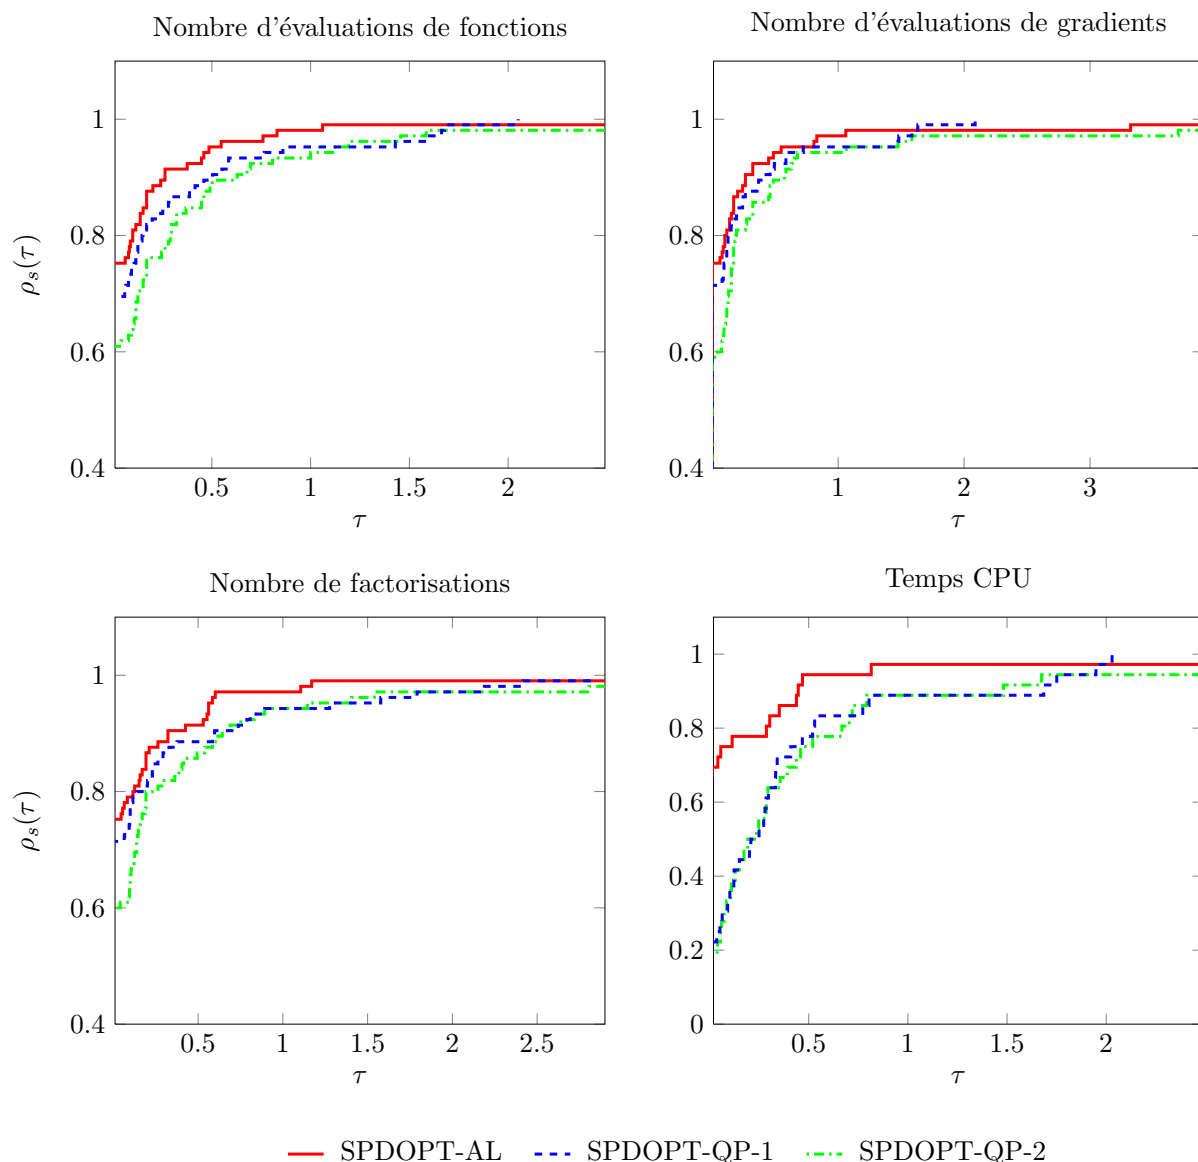 Nombre d'évaluations de fonctions
Nombre d'évaluations de gradients
1
0.8
0.6
0.4
ρs(τ)
0.5 1 1.5 2
τ
1
0.8
0.6
0.4
1 2 3
τ
Nombre de factorisations
Temps CPU
1
0.8
0.6
0.4
ρs(τ)
0.5 1 1.5 2 2.5
τ
1
0.8
0.6
0.4
0.2
0
0.5 1 1.5 2
τ
SPDOPT-AL SPDOPT-QP-1 SPDOPT-QP-2